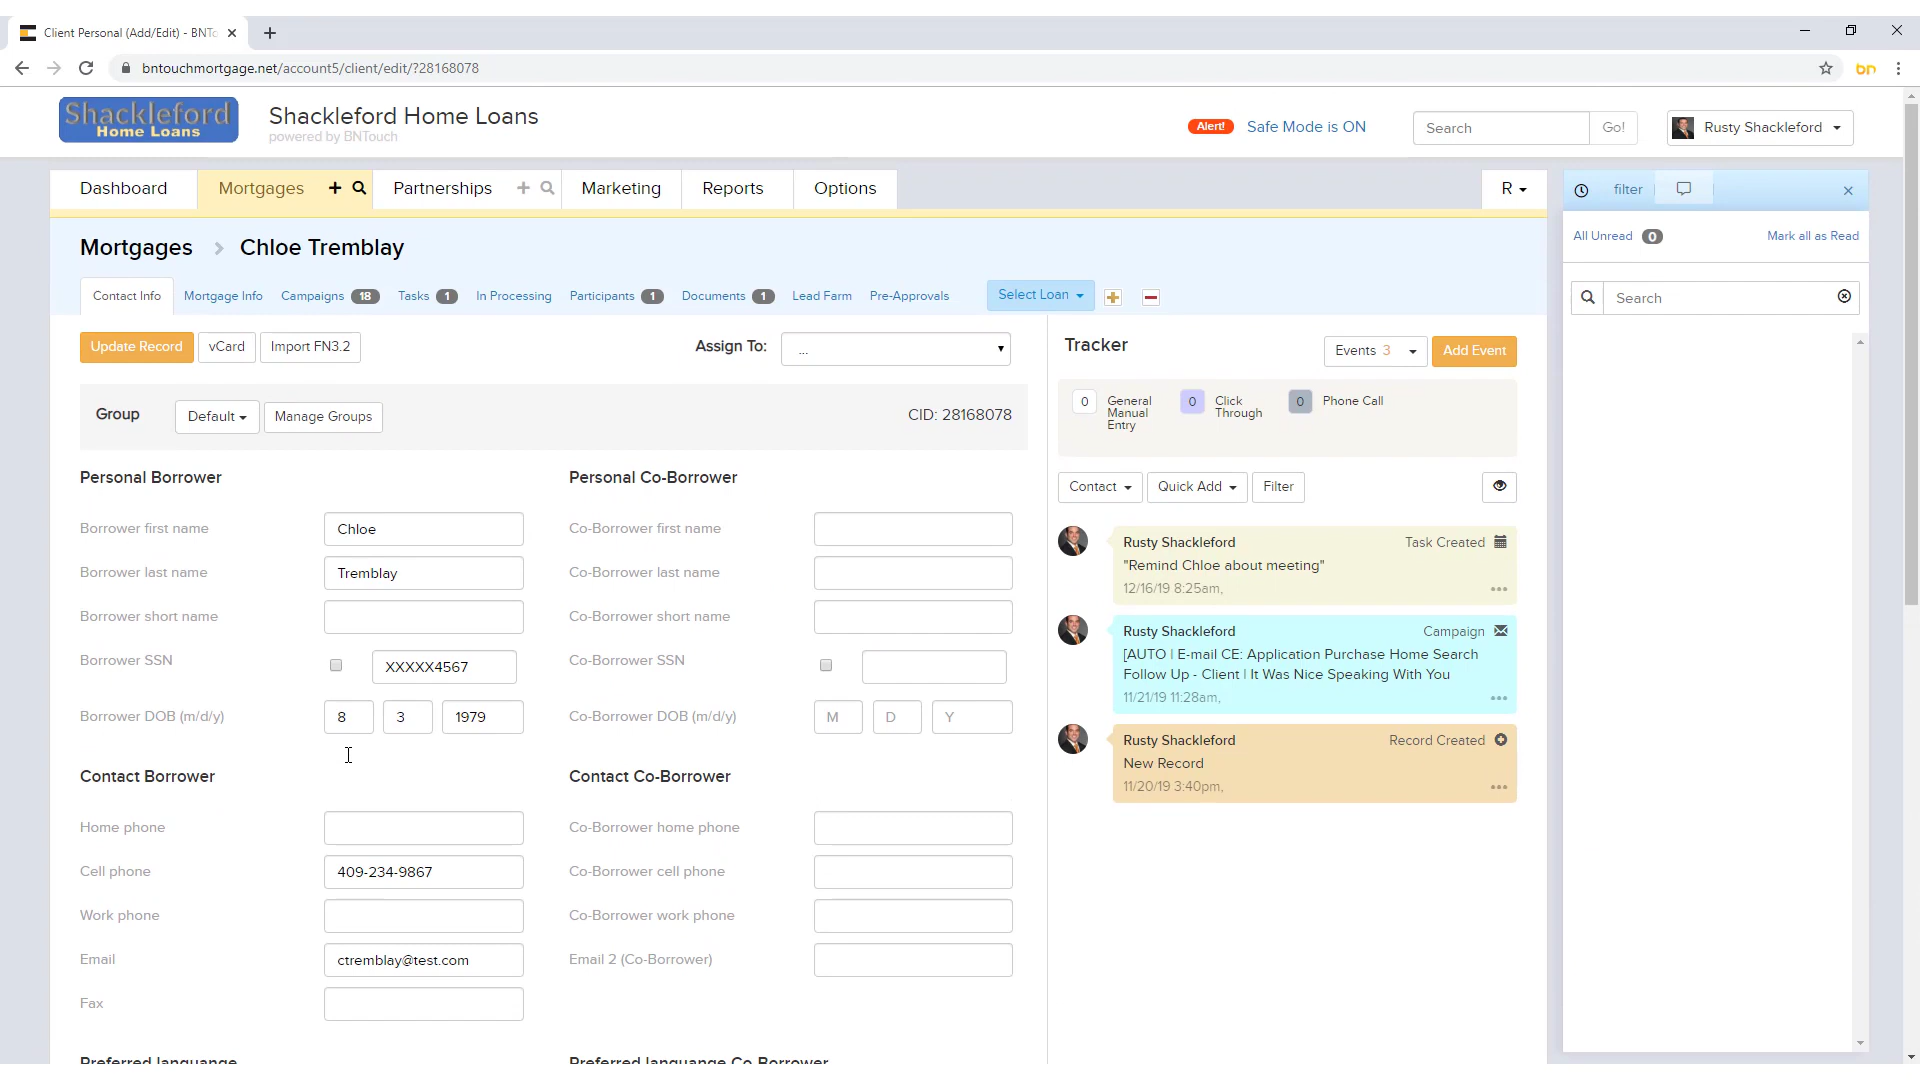 Client Personal (Add/Edit) - BNTo
bntouchmortgage.net/account5/client/edit/?28168078
bn
Shackleford
Home Loans
Shackleford Home Loans
powered by BNTouch
Alert! Safe Mode is ON
Search Go!
Rusty Shackleford
Dashboard Mortgages Partnerships Marketing Reports Options R
filter
Mortgages > Chloe Tremblay
All Unread 0 Mark all as Read
Contact Info Mortgage Info Campaigns 18 Tasks 1 In Processing Participants 1 Documents 1 Lead Farm Pre-Approvals Select Loan
Search
Update Record vCard Import FN3.2 Assign To: ...
Tracker Events 3 Add Event
Group Default Manage Groups CID: 28168078
0 General Manual Entry 0 Click Through 0 Phone Call
Contact Quick Add Filter
Personal Borrower Personal Co-Borrower
Borrower first name Chloe Co-Borrower first name
Borrower last name Tremblay Co-Borrower last name
Borrower short name Co-Borrower short name
Borrower SSN XXXXX4567 Co-Borrower SSN
Borrower DOB (m/d/y) 8 3 1979 Co-Borrower DOB (m/d/y) M D Y
Contact Borrower Contact Co-Borrower
Home phone Co-Borrower home phone
Cell phone 409-234-9867 Co-Borrower cell phone
Work phone Co-Borrower work phone
Email ctremblay@test.com Email 2 (Co-Borrower)
Fax
Preferred languange Preferred languange Co-Borrower
Rusty Shackleford Task Created
"Remind Chloe about meeting"
12/16/19 8:25am, ...
Rusty Shackleford Campaign
[AUTO | E-mail CE: Application Purchase Home Search
Follow Up - Client | It Was Nice Speaking With You
11/21/19 11:28am, ...
Rusty Shackleford Record Created
New Record
11/20/19 3:40pm, ...